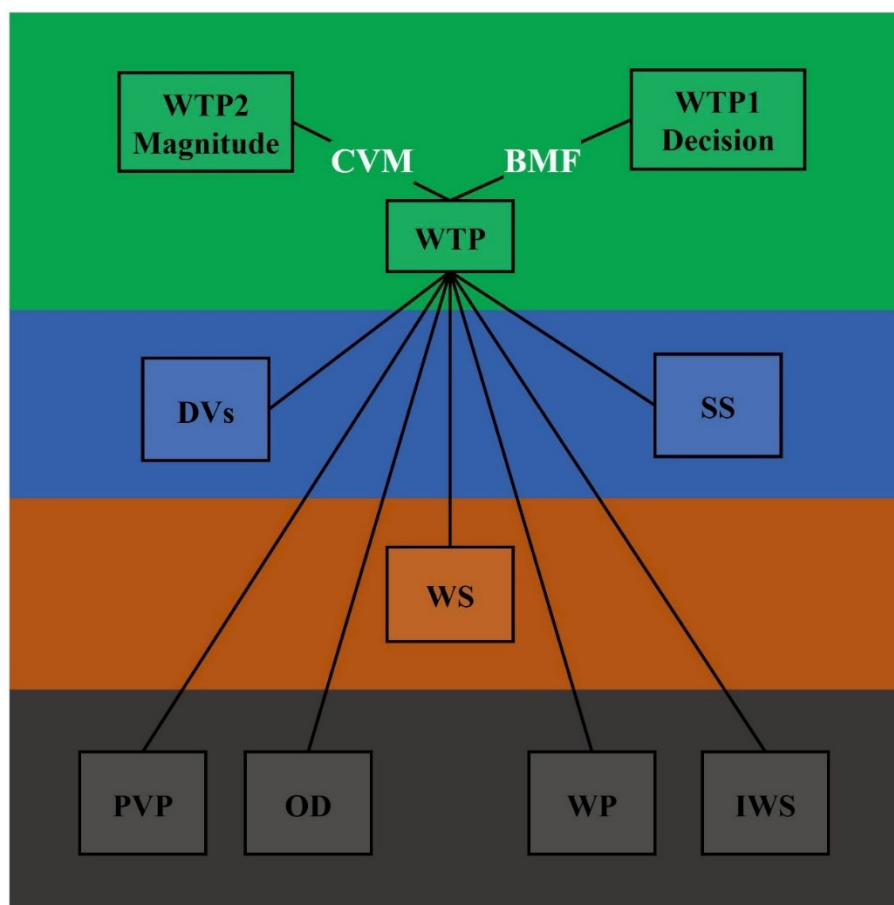 WTP2
Magnitude
WTP1
Decision
CVM
BMF
WTP
DVs
SS
WS
PVP
OD
WP
IWS